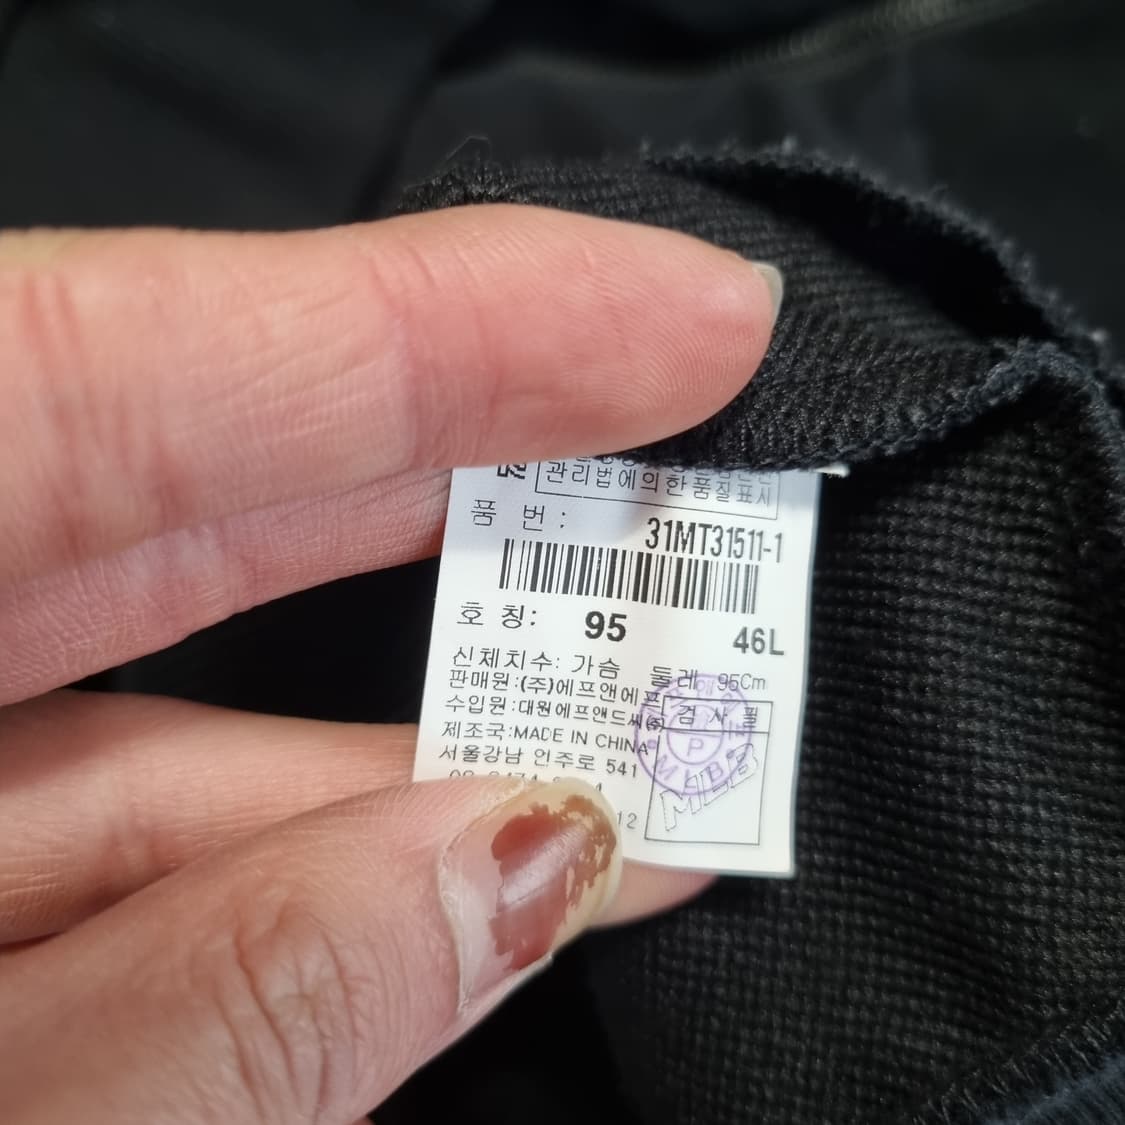 관리법에의한품질표시
품 번 : 31MT31511-1
호 칭: 95 46L
신체치수: 가슴 둘레 95Cm
판매원:(주)에프앤에프
수입원:대원에프앤드씨(주)
제조국:MADE IN CHINA
서울강남 언주로 541
12
검 사 필
P
MLB
MLB